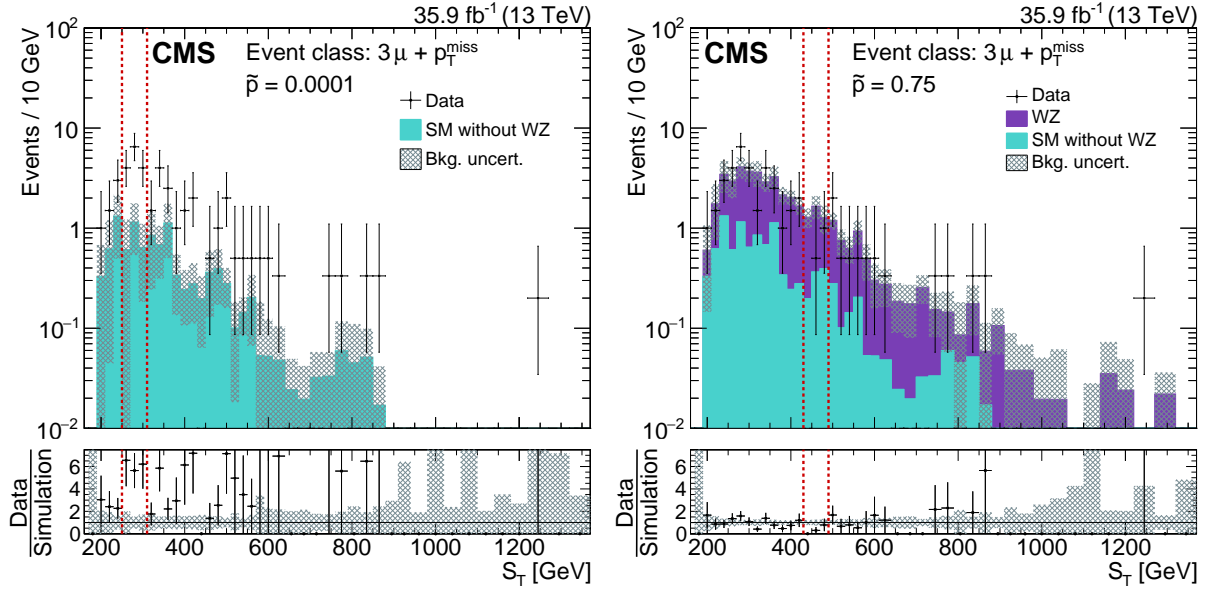 35.9 fb⁻¹ (13 TeV)
CMS
Event class: 3μ + p_T^miss
p̃ = 0.0001
Data
SM without WZ
Bkg. uncert.
Events / 10 GeV
10²
10
1
10⁻¹
10⁻²
Data
Simulation
6
4
2
0
200 400 600 800 1000 1200
S_T [GeV]
35.9 fb⁻¹ (13 TeV)
CMS
Event class: 3μ + p_T^miss
p̃ = 0.75
Data
WZ
SM without WZ
Bkg. uncert.
Events / 10 GeV
10²
10
1
10⁻¹
10⁻²
Data
Simulation
6
4
2
0
200 400 600 800 1000 1200
S_T [GeV]